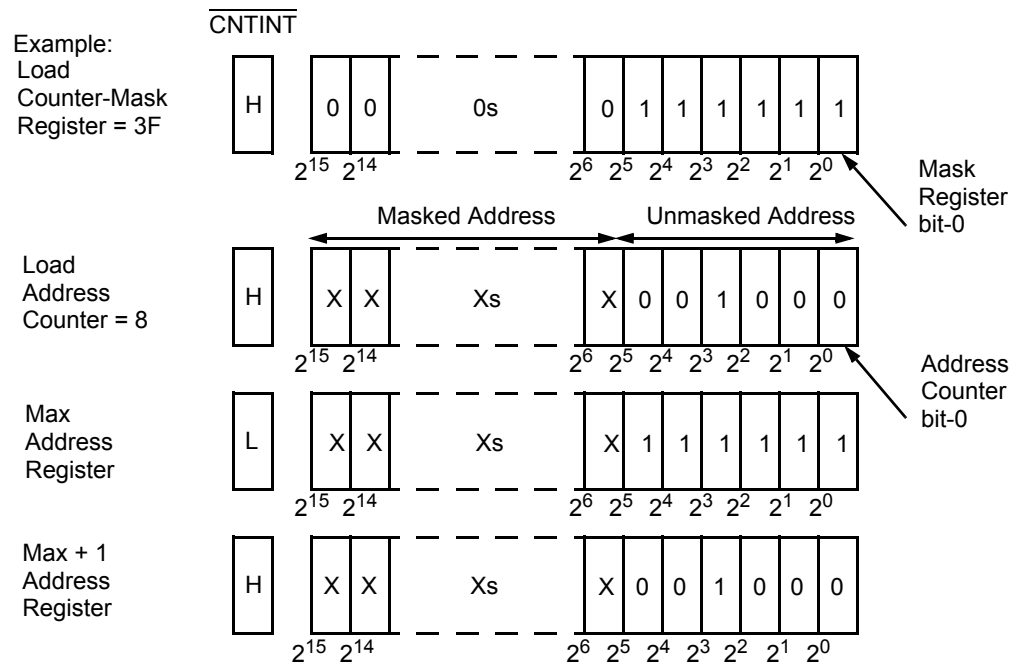 CNTINT
Example:
Load
Counter-Mask
Register = 3F
H 0 0 0s 0 1 1 1 1 1 1
2^15 2^14 2^6 2^5 2^4 2^3 2^2 2^1 2^0
Mask
Register
bit-0
Masked Address Unmasked Address
Load
Address
Counter = 8
H X X Xs X 0 0 1 0 0 0
2^15 2^14 2^6 2^5 2^4 2^3 2^2 2^1 2^0
Address
Counter
bit-0
Max
Address
Register
L X X Xs X 1 1 1 1 1 1
2^15 2^14 2^6 2^5 2^4 2^3 2^2 2^1 2^0
Max + 1
Address
Register
H X X Xs X 0 0 1 0 0 0
2^15 2^14 2^6 2^5 2^4 2^3 2^2 2^1 2^0